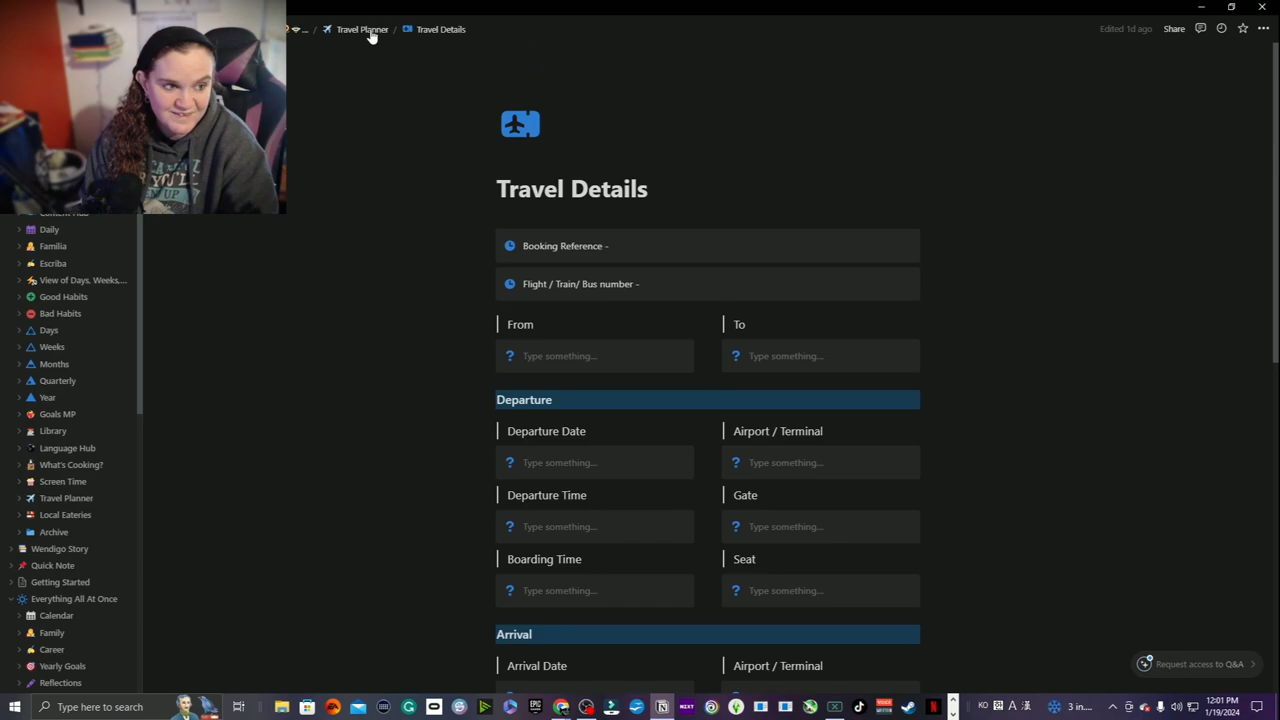 ... / Travel Planner / Travel Details
Edited 1d ago Share
Travel Details
Booking Reference -
Flight / Train/ Bus number -
From To
Type something... Type something...
Departure
Departure Date Airport / Terminal
Type something... Type something...
Departure Time Gate
Type something... Type something...
Boarding Time Seat
Type something... Type something...
Arrival
Arrival Date Airport / Terminal
Daily
Familia
Escriba
View of Days, Weeks,...
Good Habits
Bad Habits
Days
Weeks
Months
Quarterly
Year
Goals MP
Library
Language Hub
What's Cooking?
Screen Time
Travel Planner
Local Eateries
Archive
Wendigo Story
Quick Note
Getting Started
Everything All At Once
Calendar
Family
Career
Yearly Goals
Reflections
Request access to Q&A
Type here to search
NIXT
3 in...
KO
12:01 PM
1/19/2024